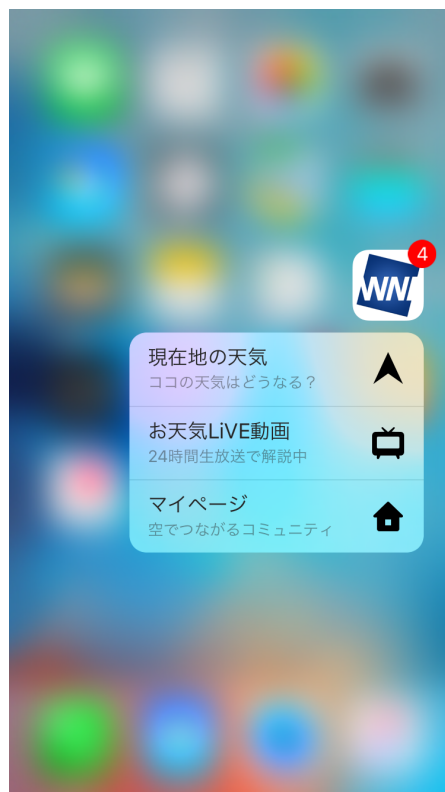 4
WNI
現在地の天気
ココの天気はどうなる？
お天気LiVE動画
24時間生放送で解説中
マイページ
空でつながるコミュニティ